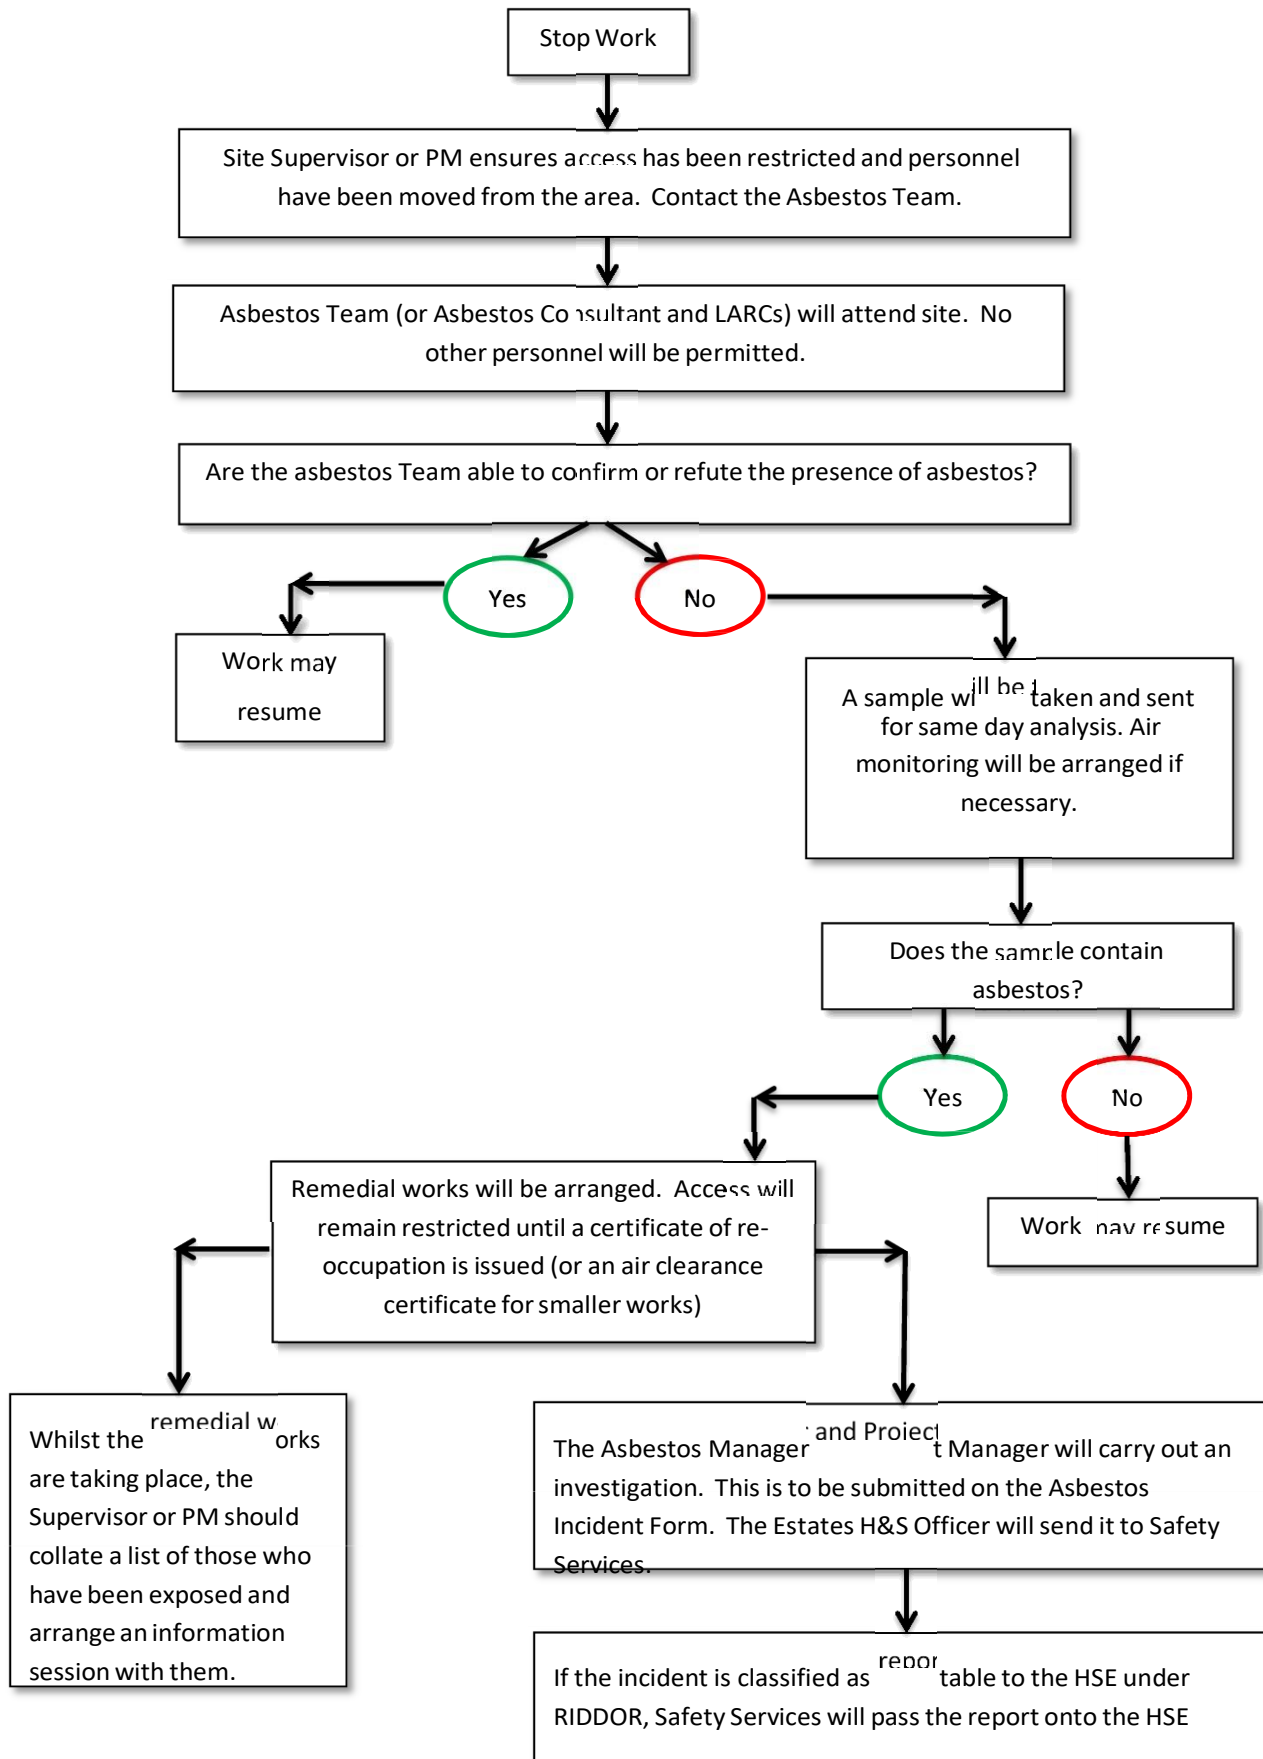 Stop Work
Site Supervisor or PM ensures access has been restricted and personnel
have been moved from the area. Contact the Asbestos Team.
Asbestos Team (or Asbestos Consultant and LARCs) will attend site. No
other personnel will be permitted.
Are the asbestos Team able to confirm or refute the presence of asbestos?
Yes
No
Work may
resume
A sample will be taken and sent
for same day analysis. Air
monitoring will be arranged if
necessary.
Does the sample contain
asbestos?
Yes
No
Remedial works will be arranged. Access will
remain restricted until a certificate of re-
occupation is issued (or an air clearance
certificate for smaller works)
Work may resume
Whilst the remedial works
are taking place, the
Supervisor or PM should
collate a list of those who
have been exposed and
arrange an information
session with them.
The Asbestos Manager and Project Manager will carry out an
investigation. This is to be submitted on the Asbestos
Incident Form. The Estates H&S Officer will send it to Safety
Services.
If the incident is classified as reportable to the HSE under
RIDDOR, Safety Services will pass the report onto the HSE